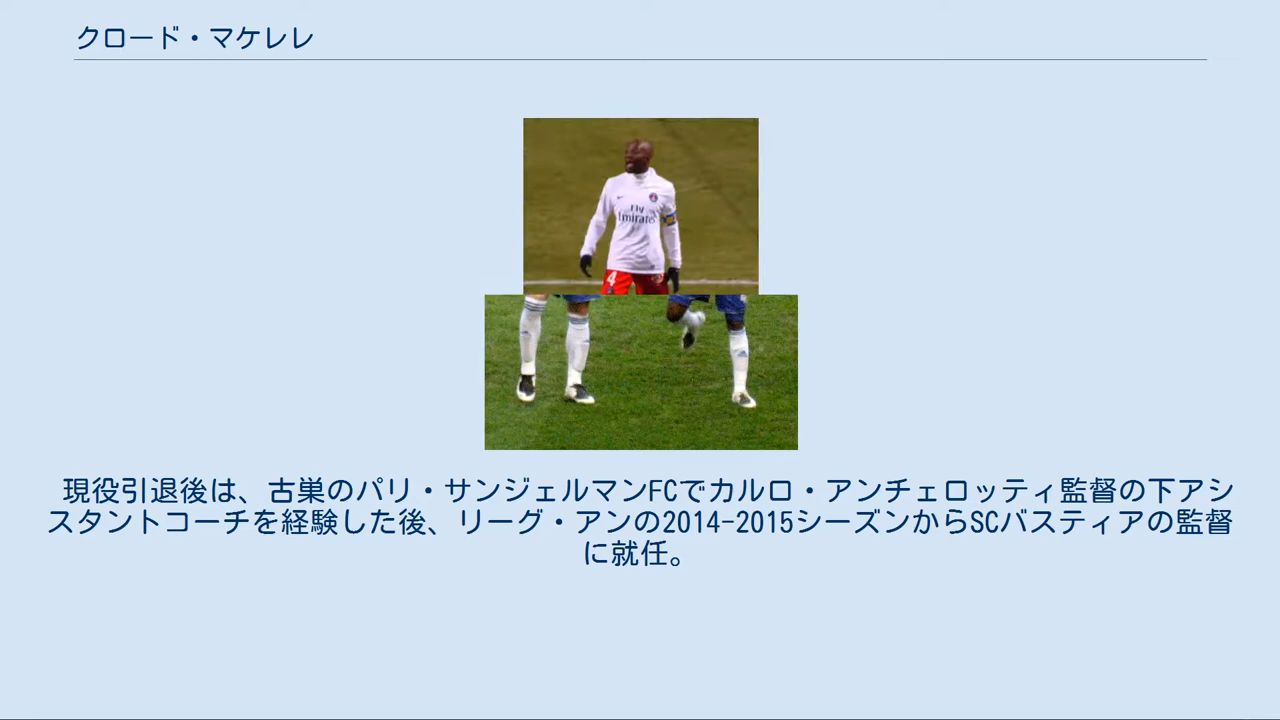 クロード・マケレレ
Fly
Emirates
4
現役引退後は、古巣のパリ・サンジェルマンFCでカルロ・アンチェロッティ監督の下アシ
スタントコーチを経験した後、リーグ・アンの2014-2015シーズンからSCバスティアの監督
に就任。